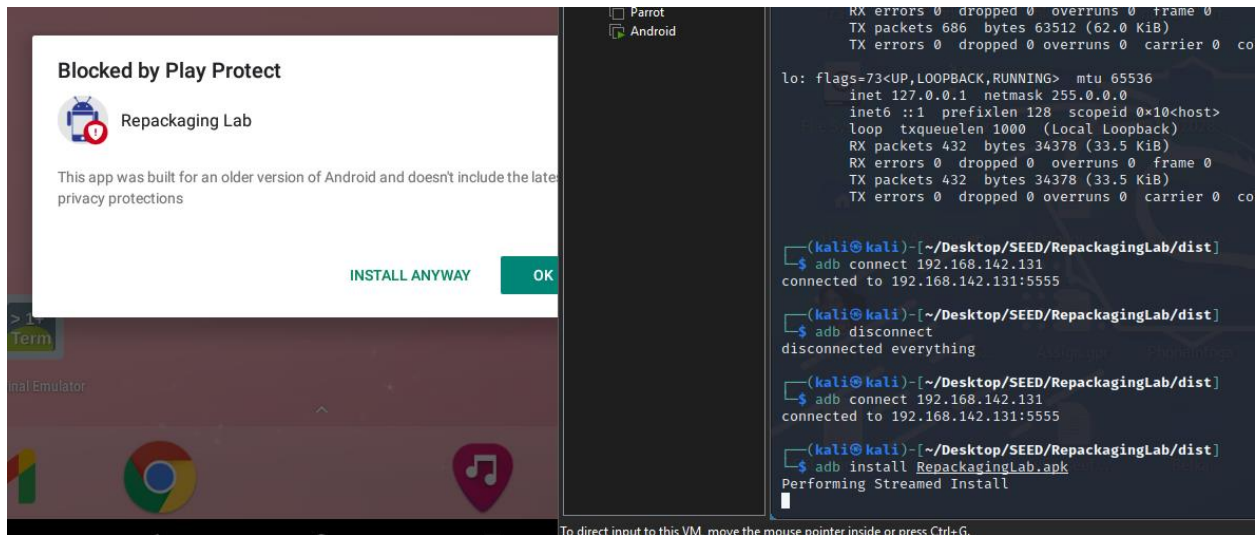 Blocked by Play Protect
Repackaging Lab
This app was built for an older version of Android and doesn't include the
privacy protections
INSTALL ANYWAY
OK
Term
Emulator
Parrot
Android
RX errors 0 dropped 0 overruns 0 frame 0
TX packets 686 bytes 63512 (62.0 KiB)
TX errors 0 dropped 0 overruns 0 carrier 0 co
lo: flags=73<UP,LOOPBACK,RUNNING> mtu 65536
inet 127.0.0.1 netmask 255.0.0.0
inet6 ::1 prefixlen 128 scopeid 0×10<host>
loop txqueuelen 1000 (Local Loopback)
RX packets 432 bytes 34378 (33.5 KiB)
RX errors 0 dropped 0 overruns 0 frame 0
TX packets 432 bytes 34378 (33.5 KiB)
TX errors 0 dropped 0 overruns 0 carrier 0 co
(kali㉿kali)-[~/Desktop/SEED/RepackagingLab/dist]
$ adb connect 192.168.142.131
connected to 192.168.142.131:5555
(kali㉿kali)-[~/Desktop/SEED/RepackagingLab/dist]
$ adb disconnect
disconnected everything
(kali㉿kali)-[~/Desktop/SEED/RepackagingLab/dist]
$ adb connect 192.168.142.131
connected to 192.168.142.131:5555
(kali㉿kali)-[~/Desktop/SEED/RepackagingLab/dist]
$ adb install RepackagingLab.apk
Performing Streamed Install
To direct input to this VM, move the mouse pointer inside or press Ctrl+G.